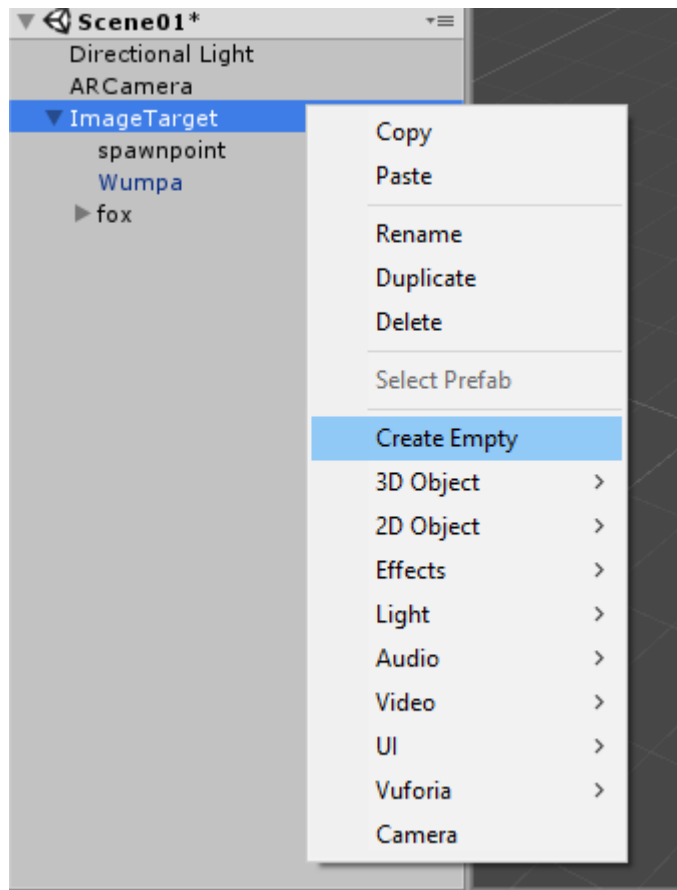 Scene01*
Directional Light
ARCamera
ImageTarget
spawnpoint
Wumpa
fox
Copy
Paste
Rename
Duplicate
Delete
Select Prefab
Create Empty
3D Object
2D Object
Effects
Light
Audio
Video
UI
Vuforia
Camera